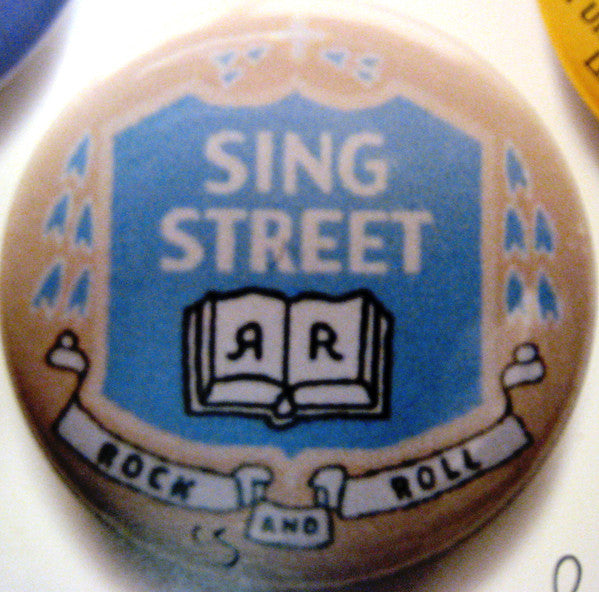 SING
STREET
ЯR
ROCK AND ROLL